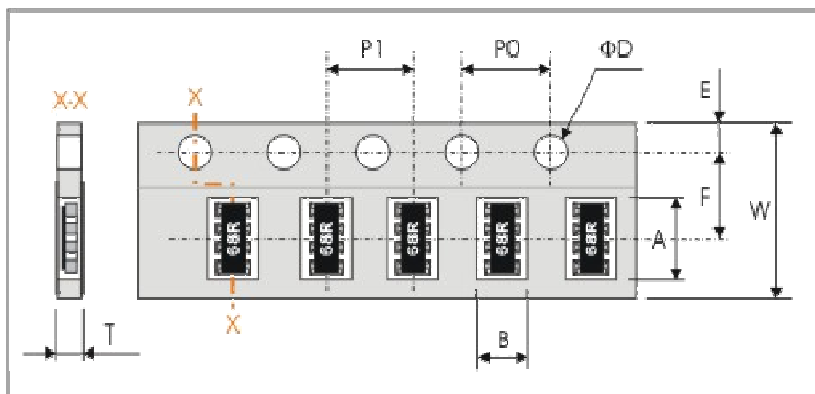 P1 P0 ΦD
E
X-X X
F W
68R 68R 68R 68R 68R A
X
T B